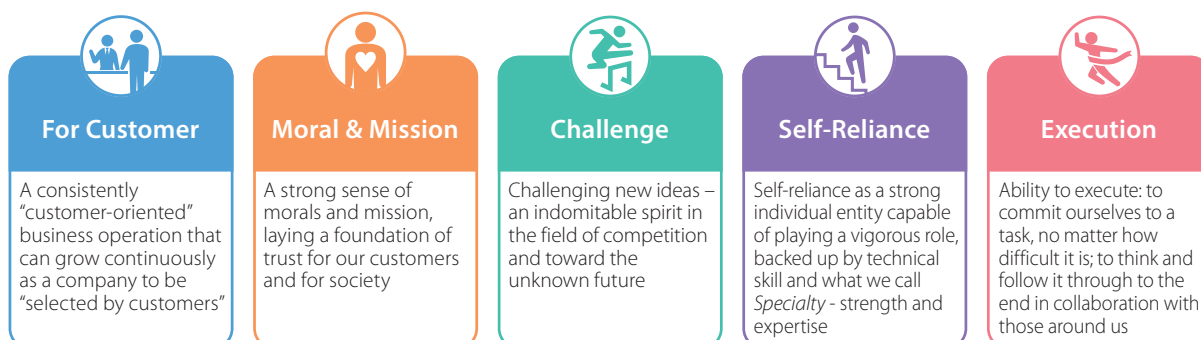 For Customer
A consistently
“customer-oriented”
business operation that
can grow continuously
as a company to be
“selected by customers”
Moral & Mission
A strong sense of
morals and mission,
laying a foundation of
trust for our customers
and for society
Challenge
Challenging new ideas –
an indomitable spirit in
the field of competition
and toward the
unknown future
Self-Reliance
Self-reliance as a strong
individual entity capable
of playing a vigorous role,
backed up by technical
skill and what we call
Specialty - strength and
expertise
Execution
Ability to execute: to
commit ourselves to a
task, no matter how
difficult it is; to think and
follow it through to the
end in collaboration with
those around us